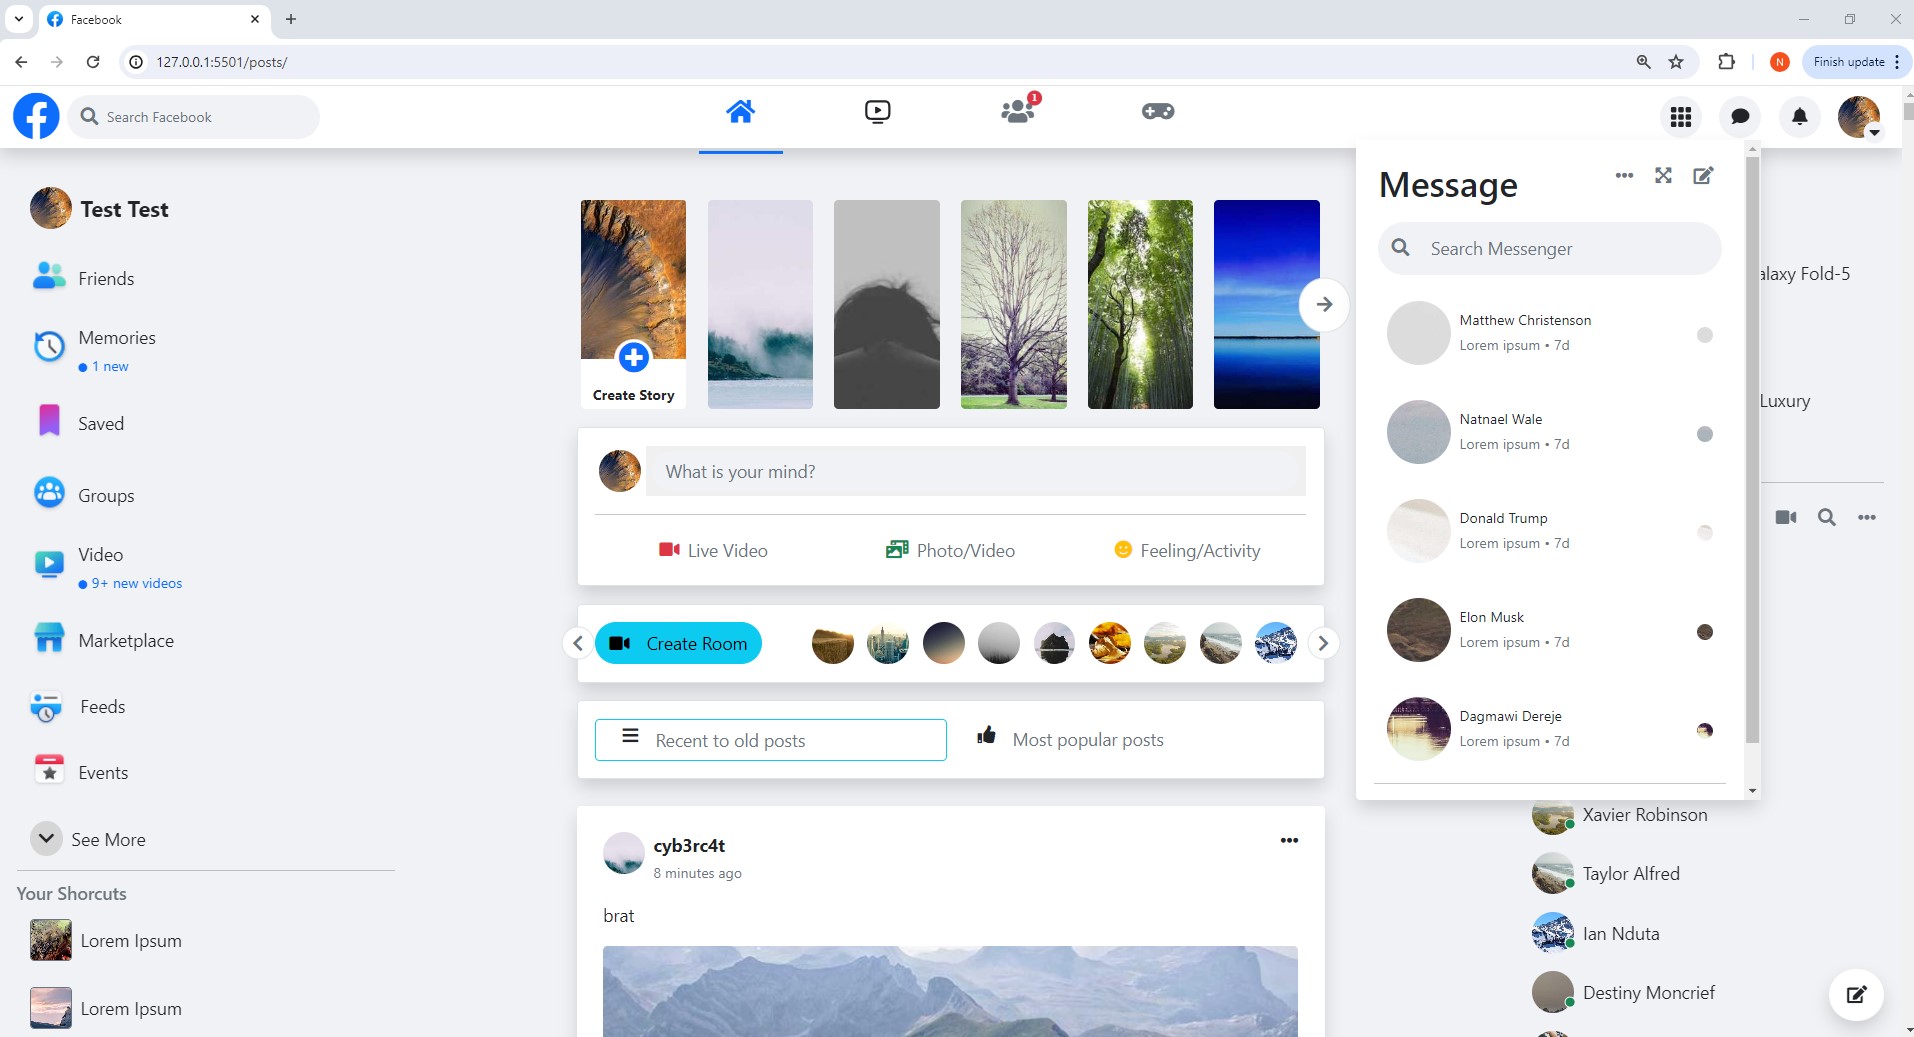 Facebook
127.0.0.1:5501/posts/
N
Finish update
Search Facebook
1
Test Test
Friends
Memories
1 new
Saved
Groups
Video
9+ new videos
Marketplace
Feeds
Events
See More
Your Shorcuts
Lorem Ipsum
Lorem Ipsum
Create Story
What is your mind?
Live Video
Photo/Video
Feeling/Activity
Create Room
Recent to old posts
Most popular posts
cyb3rc4t
8 minutes ago
brat
Message
Search Messenger
Matthew Christenson
Lorem ipsum • 7d
Natnael Wale
Lorem ipsum • 7d
Donald Trump
Lorem ipsum • 7d
Elon Musk
Lorem ipsum • 7d
Dagmawi Dereje
Lorem ipsum • 7d
alaxy Fold-5
Luxury
Xavier Robinson
Taylor Alfred
Ian Nduta
Destiny Moncrief